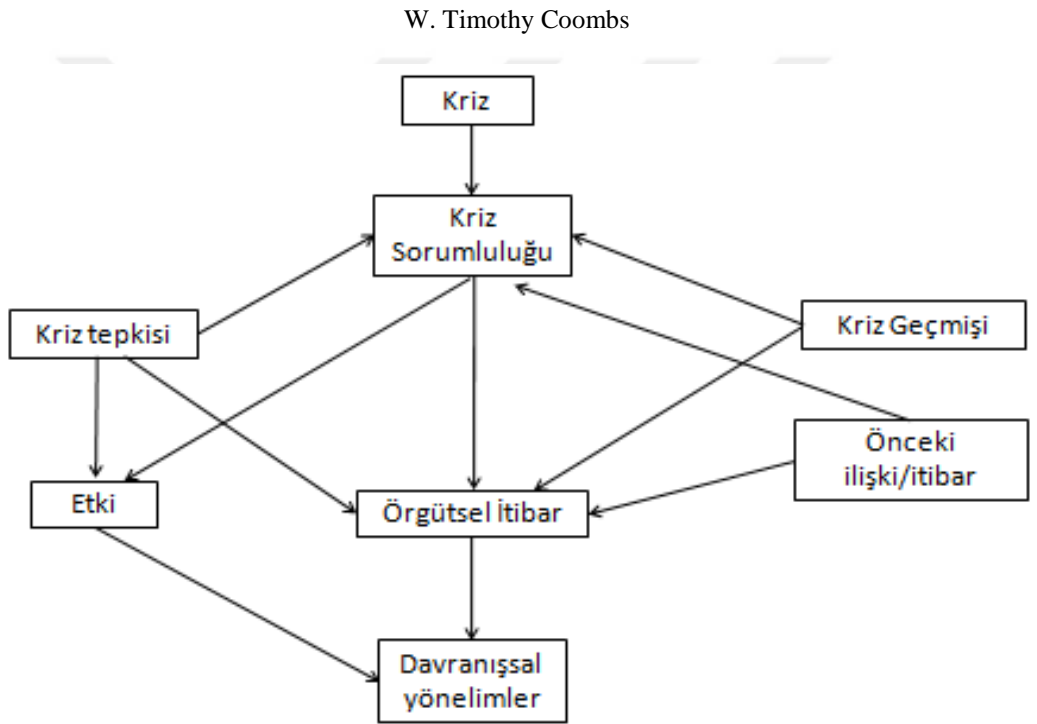 W. Timothy Coombs
Kriz
Kriz
Sorumluluğu
Kriz tepkisi
Kriz Geçmişi
Önceki
ilişki/itibar
Etki
Örgütsel İtibar
Davranışsal
yönelimler